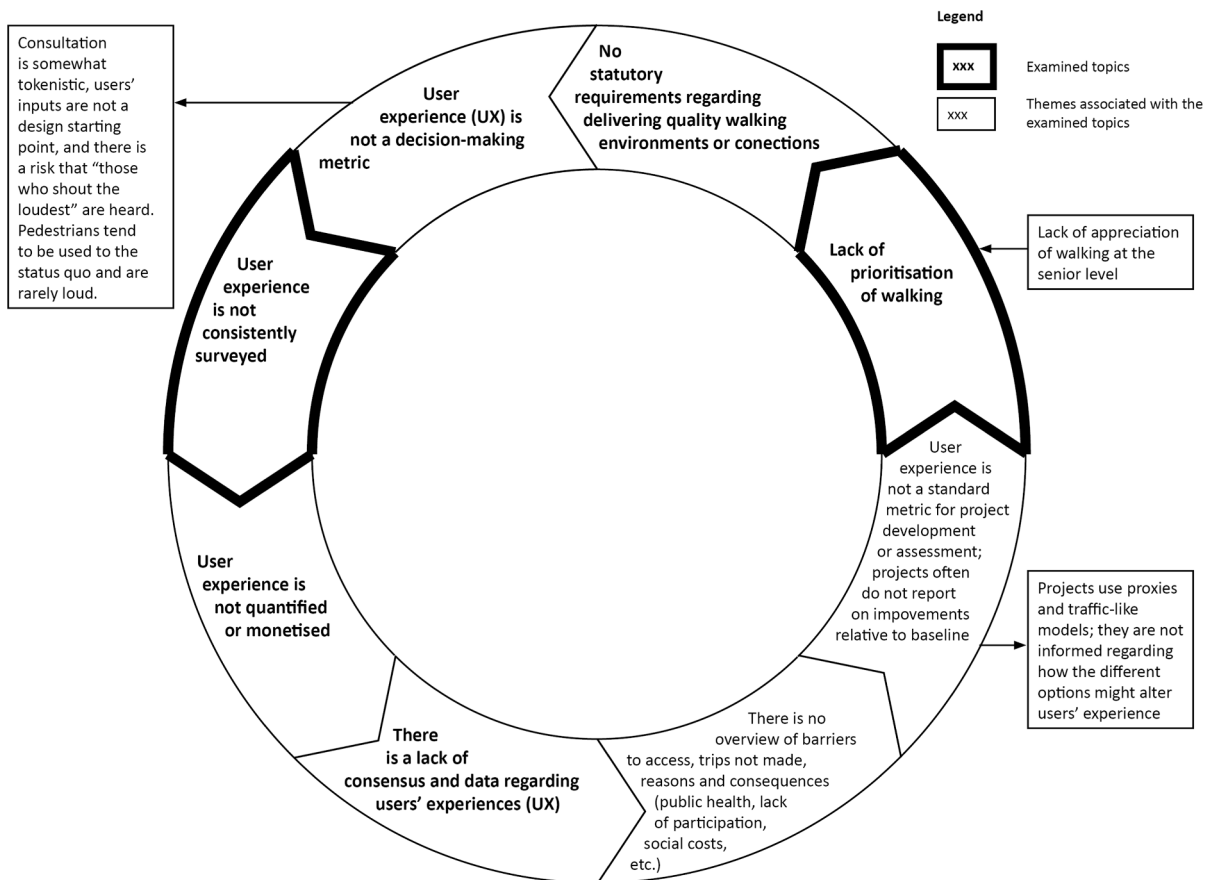 Legend
xxx
Examined topics
xxx
Themes associated with the
examined topics
Consultation
is somewhat
tokenistic, users’
inputs are not a
design starting
point, and there is
a risk that “those
who shout the
loudest” are heard.
Pedestrians tend
to be used to the
status quo and are
rarely loud.
User
experience (UX) is
not a decision-making
metric
No
statutory
requirements regarding
delivering quality walking
environments or conections
Lack of
prioritisation
of walking
Lack of appreciation
of walking at the
senior level
User
experience is
not a standard
metric for project
development
or assessment;
projects often
do not report
on impovements
relative to baseline
Projects use proxies
and traffic-like
models; they are not
informed regarding
how the different
options might alter
users’ experience
There is no
overview of barriers
to access, trips not made,
reasons and consequences
(public health, lack
of participation,
social costs,
etc.)
There
is a lack of
consensus and data regarding
users’ experiences (UX)
User
experience is
not quantified
or monetised
User
experience
is not
consistently
surveyed